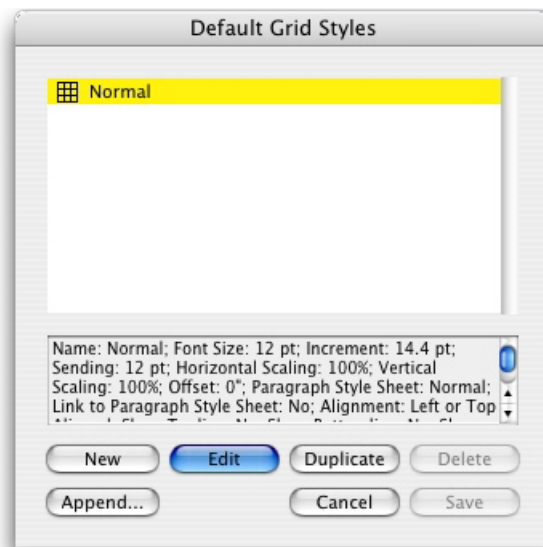 Default Grid Styles
Normal
Name: Normal; Font Size: 12 pt; Increment: 14.4 pt;
Sending: 12 pt; Horizontal Scaling: 100%; Vertical
Scaling: 100%; Offset: 0"; Paragraph Style Sheet: Normal;
Link to Paragraph Style Sheet: No; Alignment: Left or Top
New Edit Duplicate Delete
Append... Cancel Save